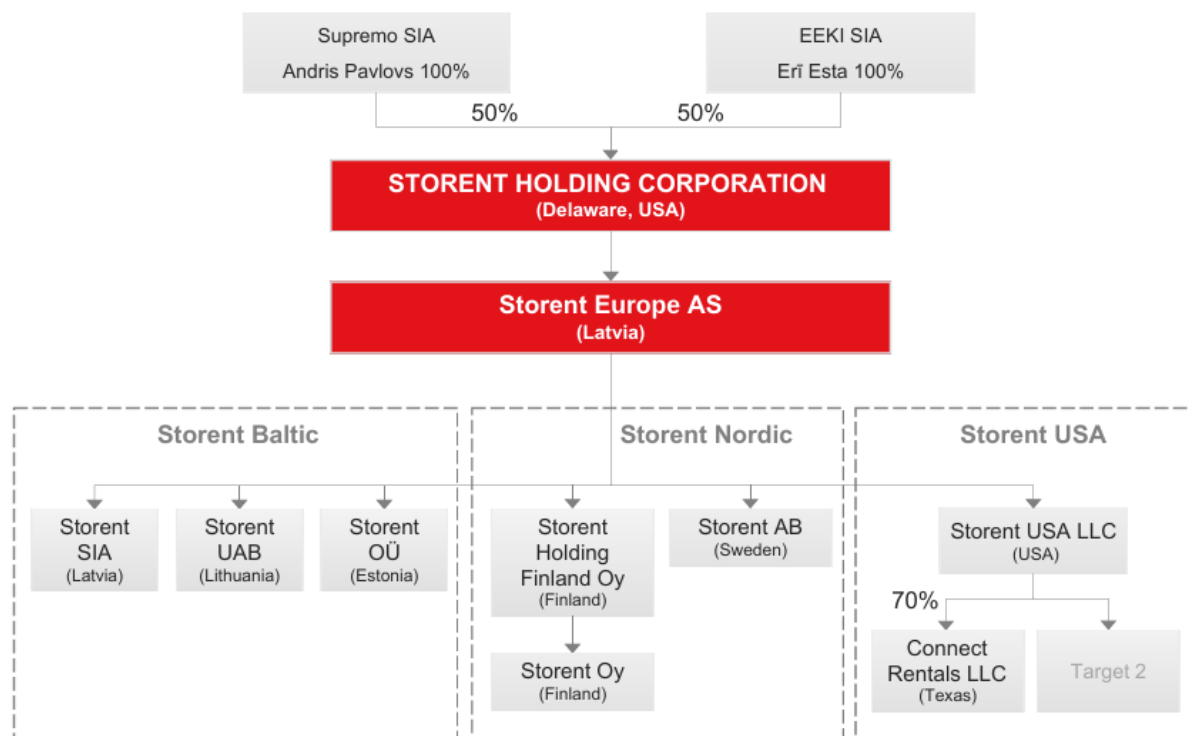 Supremo SIA
Andris Pavlovs 100%
EEKI SIA
Erī Esta 100%
50%
50%
STORENT HOLDING CORPORATION
(Delaware, USA)
Storent Europe AS
(Latvia)
Storent Baltic
Storent Nordic
Storent USA
Storent
SIA
(Latvia)
Storent
UAB
(Lithuania)
Storent
OÜ
(Estonia)
Storent
Holding
Finland Oy
(Finland)
Storent AB
(Sweden)
Storent USA LLC
(USA)
70%
Storent Oy
(Finland)
Connect
Rentals LLC
(Texas)
Target 2